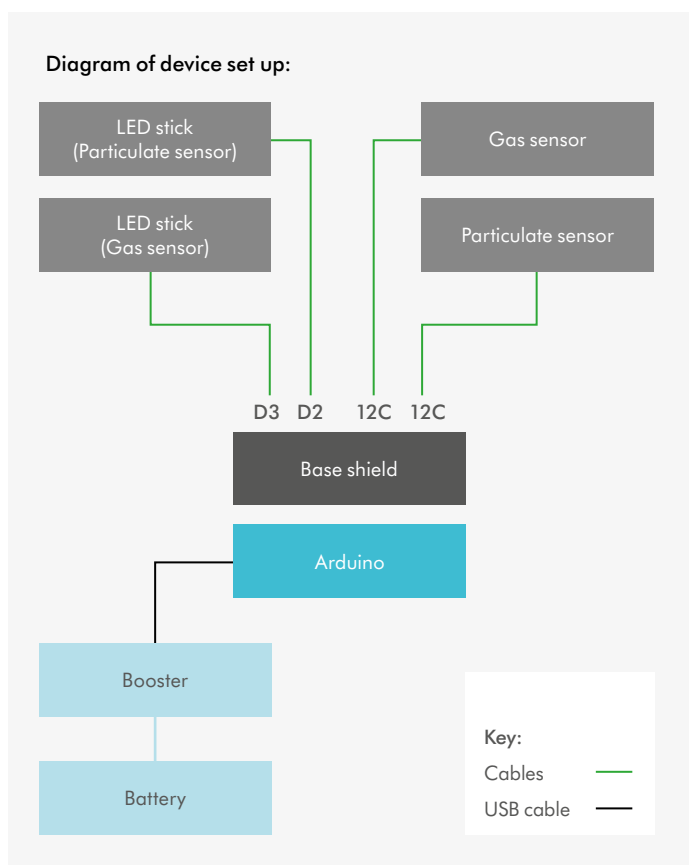 Diagram of device set up:
LED stick
(Particulate sensor)
Gas sensor
LED stick
(Gas sensor)
Particulate sensor
D3 D2 12C 12C
Base shield
Arduino
Booster
Battery
Key:
Cables
USB cable